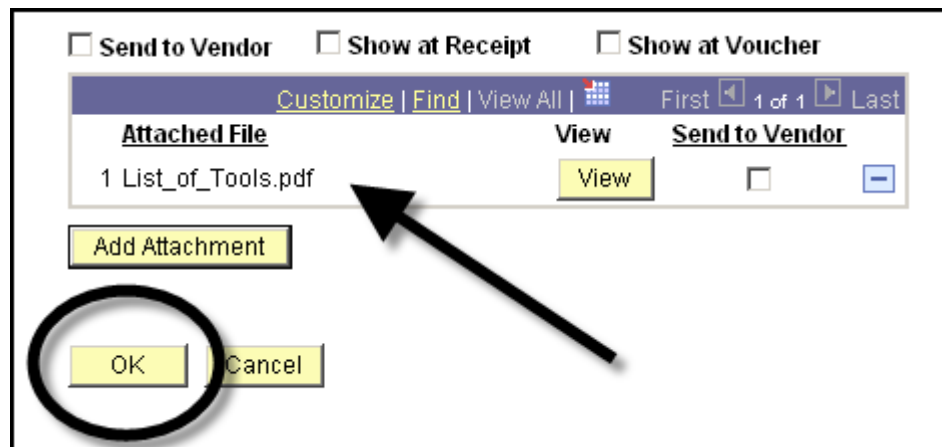 Send to Vendor Show at Receipt Show at Voucher
Customize | Find | View All | First 1 of 1 Last
Attached File View Send to Vendor
1 List_of_Tools.pdf View
Add Attachment
OK Cancel